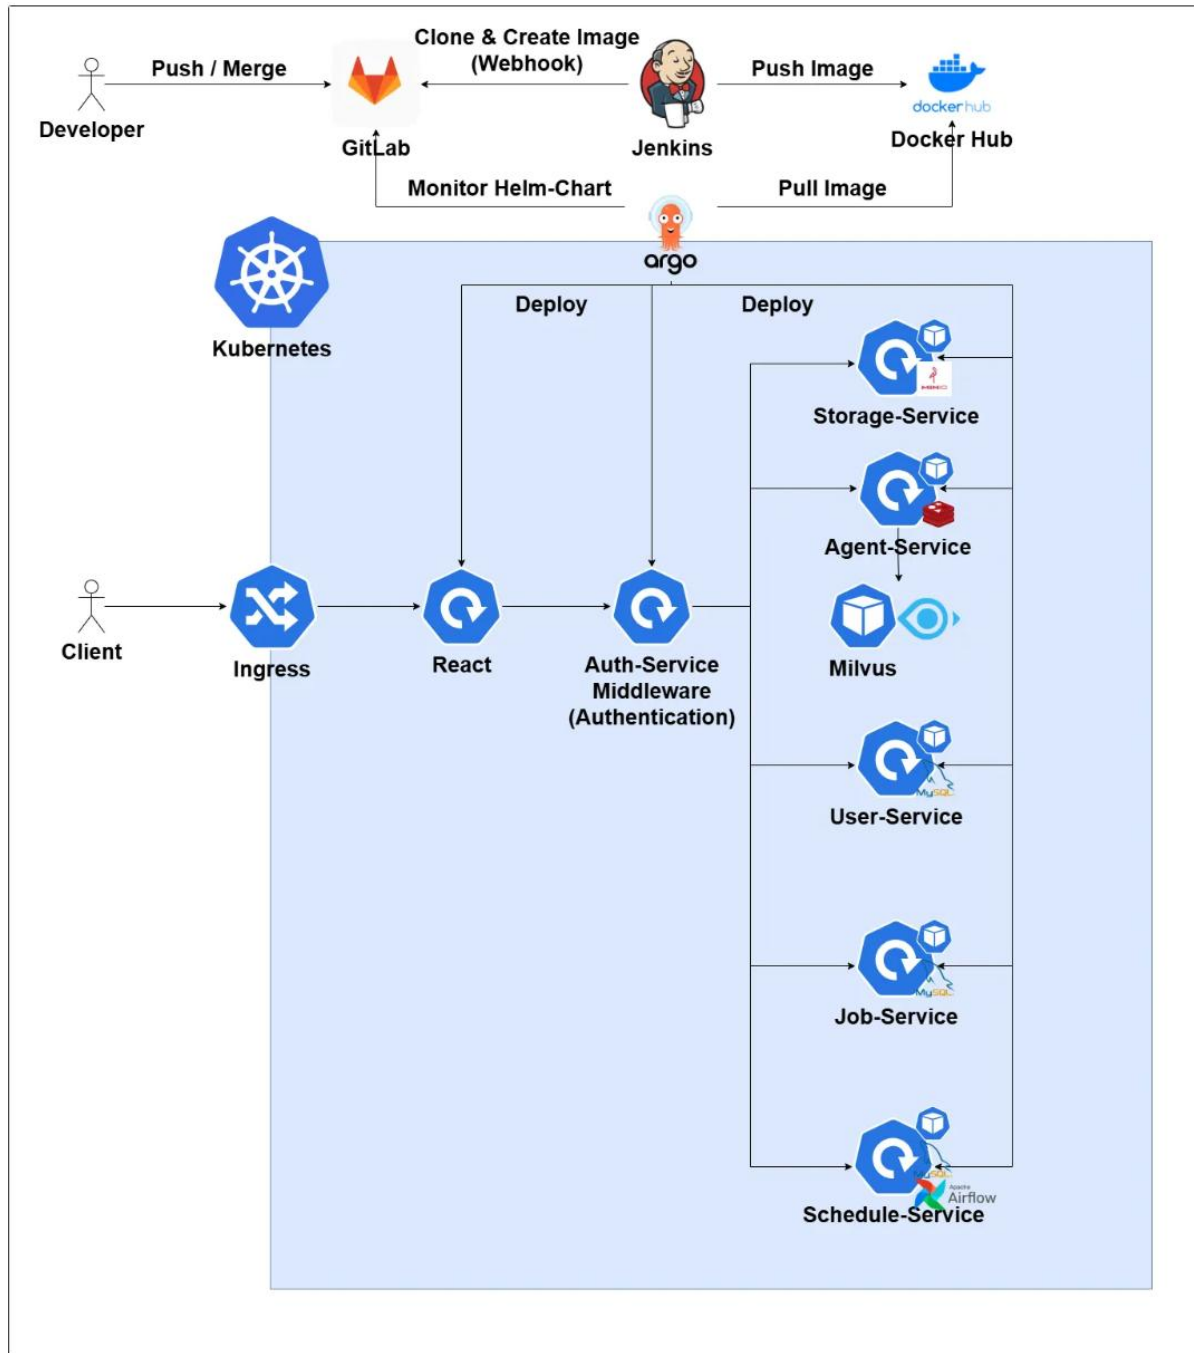 Clone & Create Image
(Webhook)
Push / Merge
Push Image
docker hub
Developer
GitLab
Jenkins
Docker Hub
Monitor Helm-Chart
Pull Image
argo
Deploy
Deploy
Kubernetes
MINIO
Storage-Service
Agent-Service
Client
Ingress
React
Auth-Service
Middleware
(Authentication)
Milvus
MySQL
User-Service
MySQL
Job-Service
MySQL
Apache
Airflow
Schedule-Service